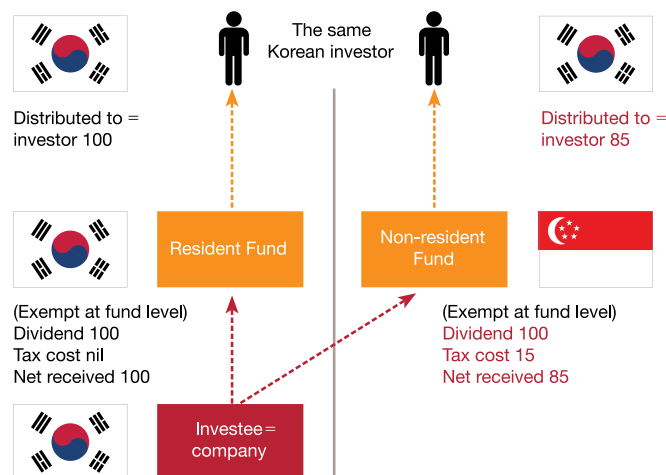 The same
Korean investor
Distributed to =
investor 100
Distributed to =
investor 85
Resident Fund
Non-resident
Fund
(Exempt at fund level)
Dividend 100
Tax cost nil
Net received 100
(Exempt at fund level)
Dividend 100
Tax cost 15
Net received 85
Investee=
company